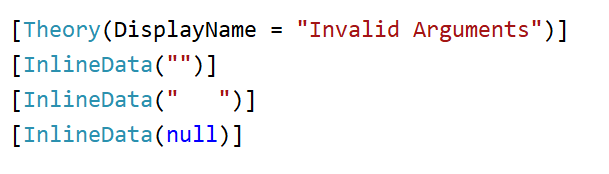 [Theory(DisplayName = "Invalid Arguments")]
[InlineData("")]
[InlineData("   ")]
[InlineData(null)]